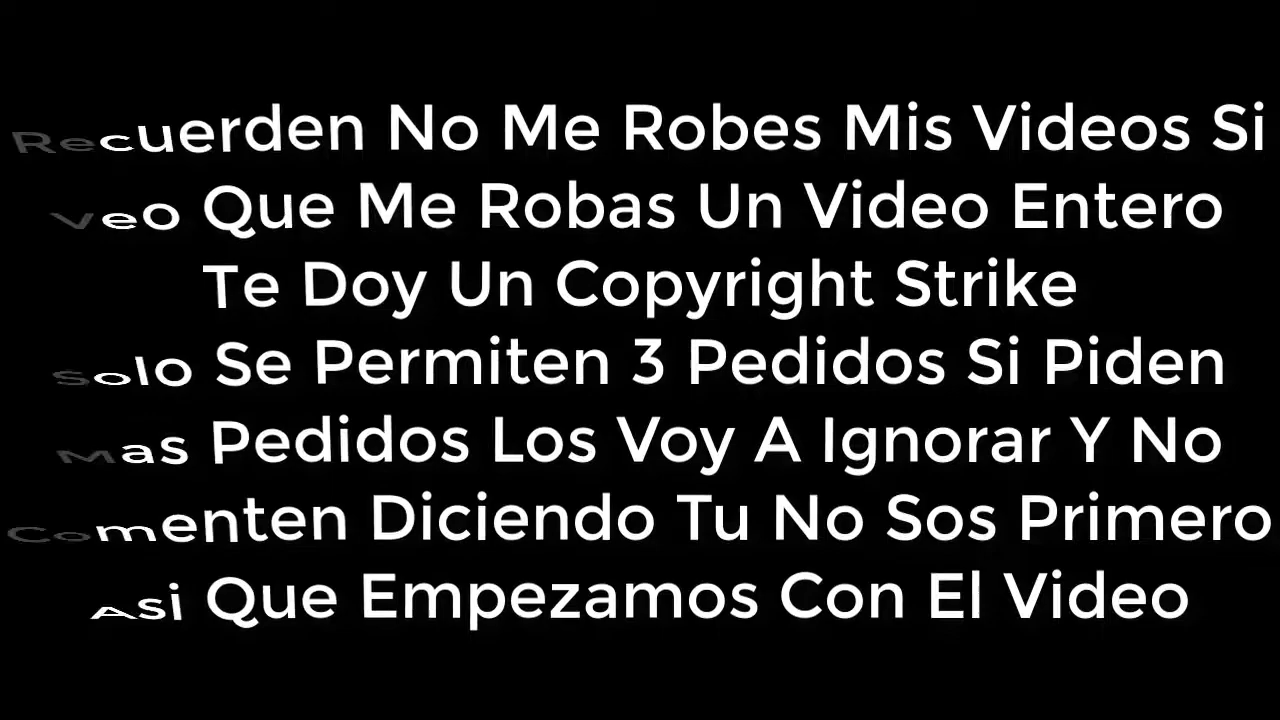 Recuerden No Me Robes Mis Videos Si
Veo Que Me Robas Un Video Entero
Te Doy Un Copyright Strike
Solo Se Permiten 3 Pedidos Si Piden
Mas Pedidos Los Voy A Ignorar Y No
Comenten Diciendo Tu No Sos Primero
Asi Que Empezamos Con El Video